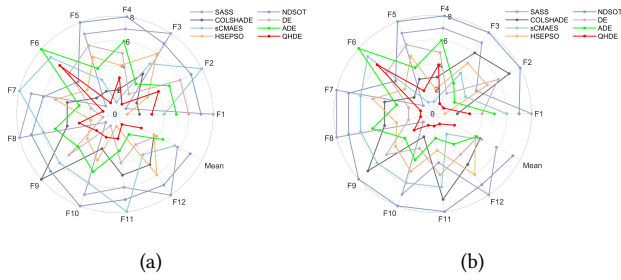 SASS NDSOT
COLSHADE DE
sCMAES ADE
HSEPSO QHDE
F1
F2
F3
F4
F5
F6
F7
F8
F9
F10
F11
F12
Mean
8
6
2
0
(a)
SASS NDSOT
COLSHADE DE
sCMAES ADE
HSEPSO QHDE
F1
F2
F3
F4
F5
F6
F7
F8
F9
F10
F11
F12
Mean
8
6
2
0
(b)